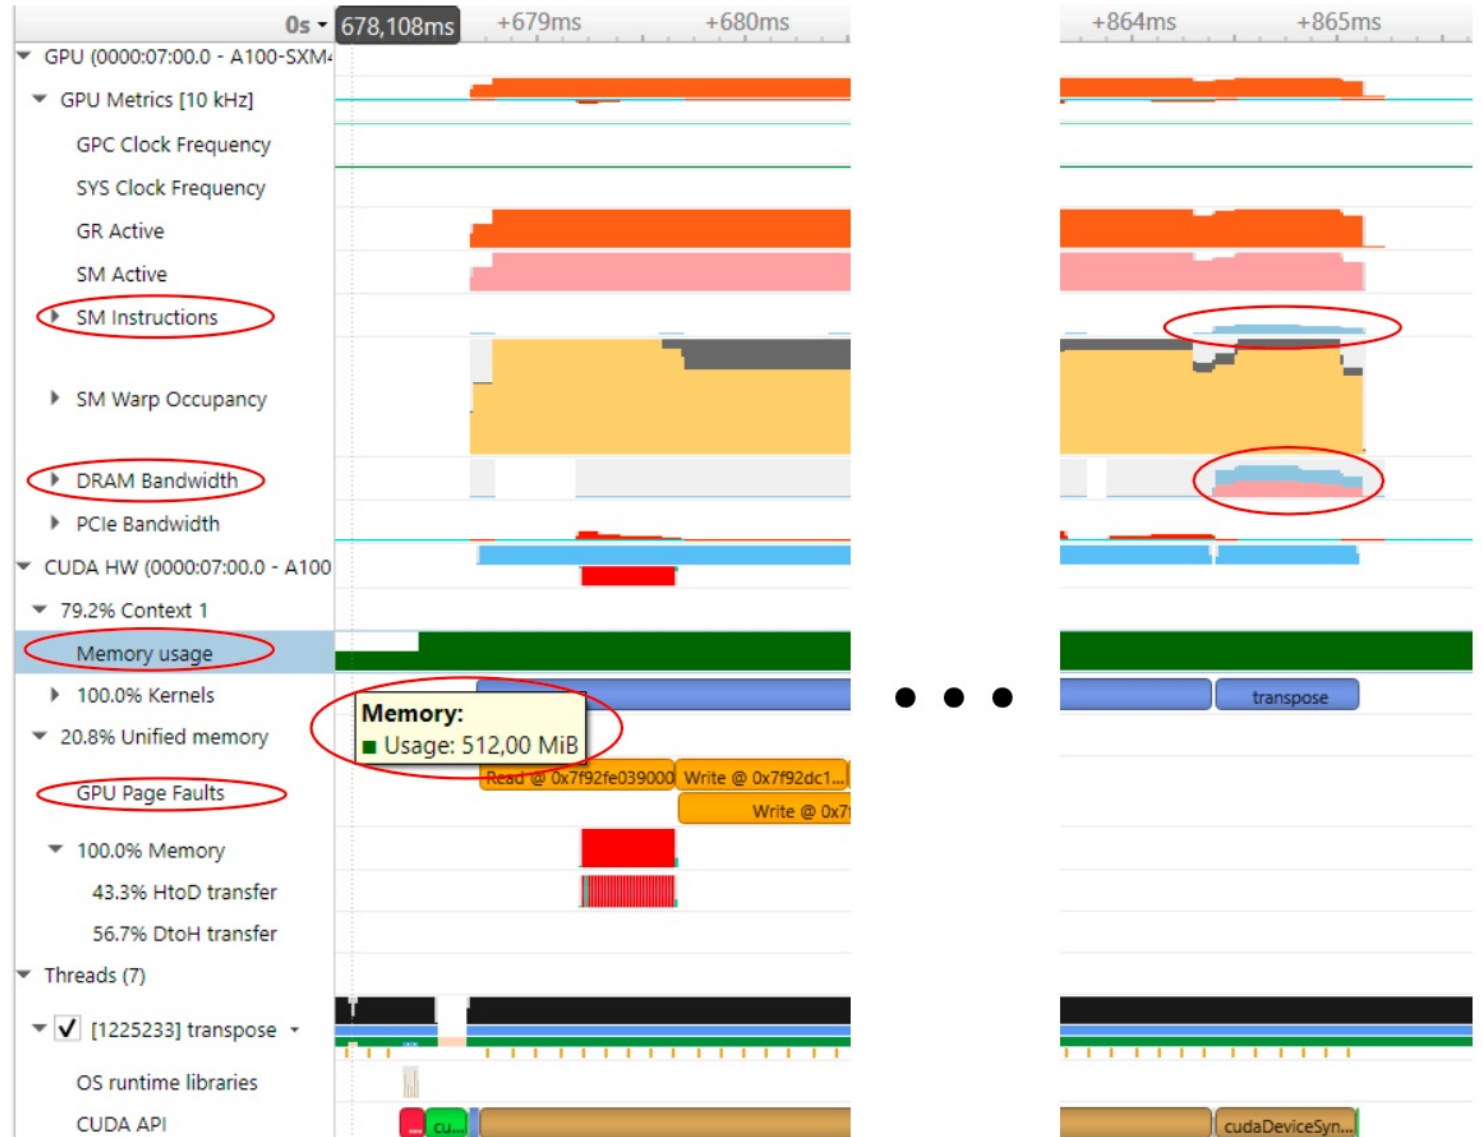 0s 678,108ms +679ms +680ms +864ms +865ms
GPU (0000:07:00.0 - A100-SXM4
GPU Metrics [10 kHz]
GPC Clock Frequency
SYS Clock Frequency
GR Active
SM Active
SM Instructions
SM Warp Occupancy
DRAM Bandwidth
PCIe Bandwidth
CUDA HW (0000:07:00.0 - A100
79.2% Context 1
Memory usage
100.0% Kernels transpose
Memory:
Usage: 512,00 MiB
20.8% Unified memory
Read @ 0x7f92fe039000 Write @ 0x7f92dc1...
GPU Page Faults
Write @ 0x7
100.0% Memory
43.3% HtoD transfer
56.7% DtoH transfer
Threads (7)
[1225233] transpose
OS runtime libraries
CUDA API ... cu... cudaDeviceSyn...